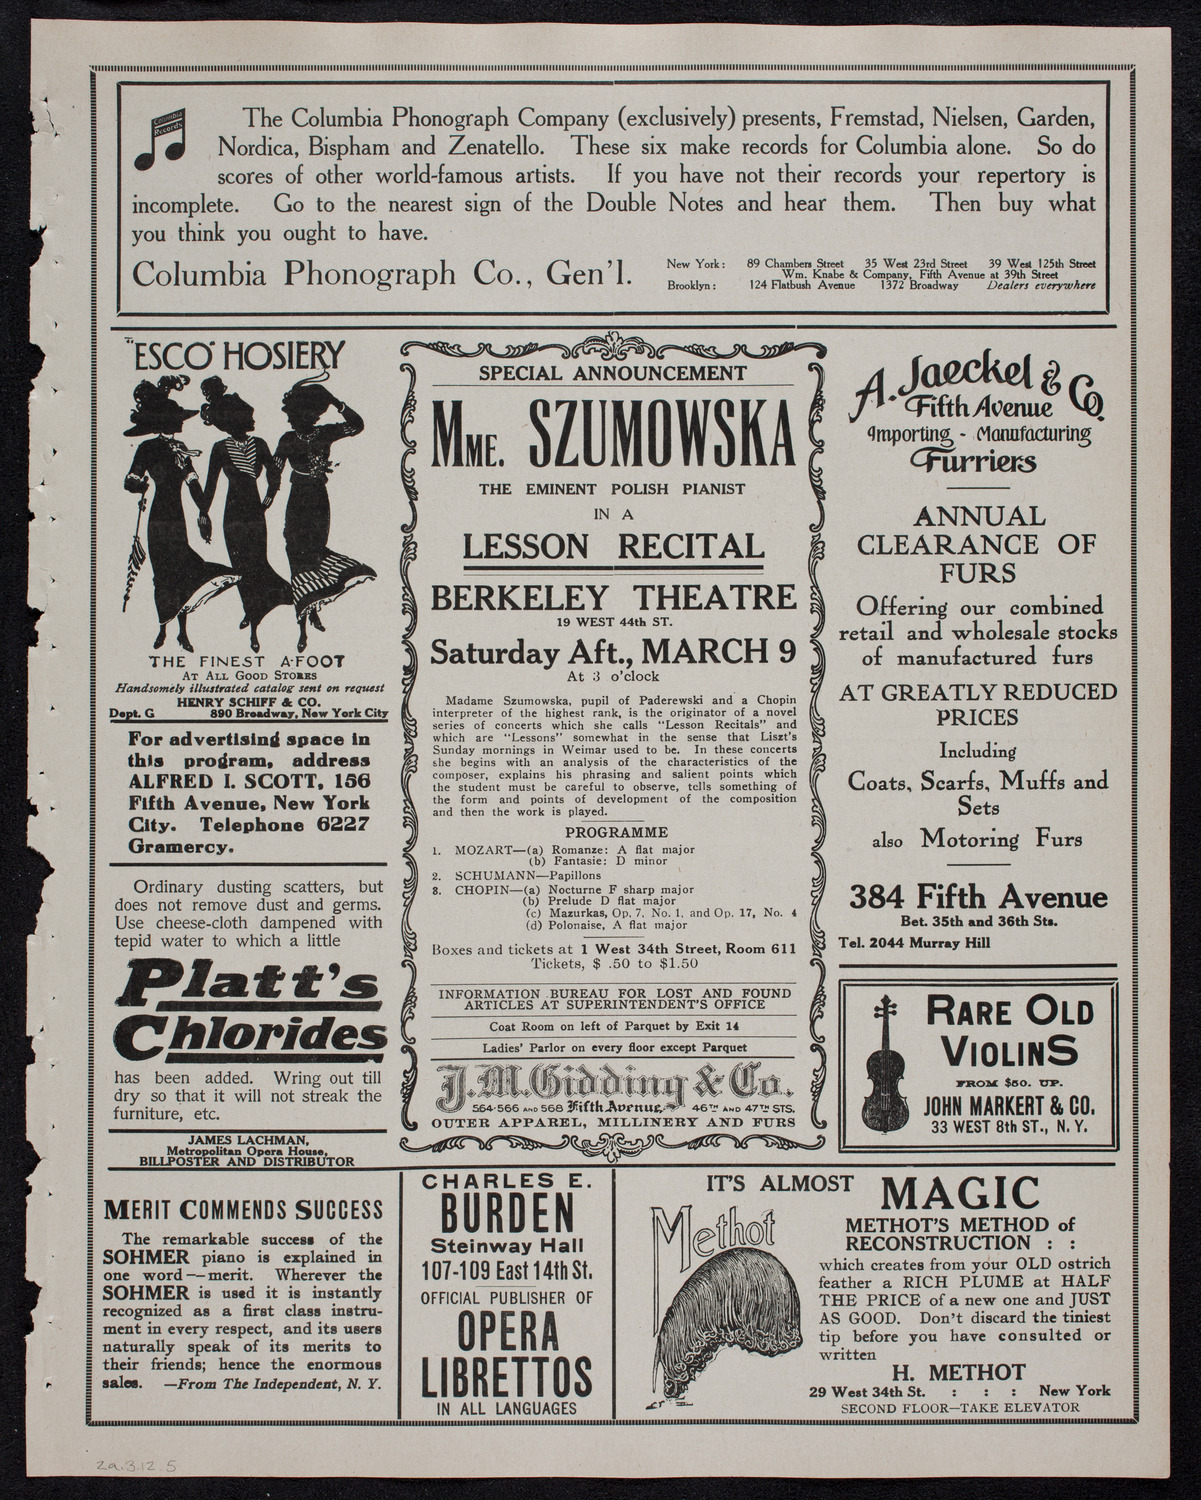 Columbia
Records
The Columbia Phonograph Company (exclusively) presents, Fremstad, Nielsen, Garden,
Nordica, Bispham and Zenatello. These six make records for Columbia alone. So do
scores of other world-famous artists. If you have not their records your repertory is
incomplete. Go to the nearest sign of the Double Notes and hear them. Then buy what
you think you ought to have.
Columbia Phonograph Co., Gen'l.
New York: 89 Chambers Street 35 West 23rd Street 39 West 125th Street
Wm. Knabe & Company, Fifth Avenue at 39th Street
Brooklyn: 124 Flatbush Avenue 1372 Broadway Dealers everywhere
"ESCO" HOSIERY
THE FINEST A-FOOT
AT ALL GOOD STORES
Handsomely illustrated catalog sent on request
HENRY SCHIFF & CO.
Dept. G 890 Broadway, New York City
For advertising space in
this program, address
ALFRED I. SCOTT, 156
Fifth Avenue, New York
City. Telephone 6227
Gramercy.
Ordinary dusting scatters, but
does not remove dust and germs.
Use cheese-cloth dampened with
tepid water to which a little
Platt's
Chlorides
has been added. Wring out till
dry so that it will not streak the
furniture, etc.
JAMES LACHMAN,
Metropolitan Opera House,
BILLPOSTER AND DISTRIBUTOR
SPECIAL ANNOUNCEMENT
MME. SZUMOWSKA
THE EMINENT POLISH PIANIST
IN A
LESSON RECITAL
BERKELEY THEATRE
19 WEST 44th ST.
Saturday Aft., MARCH 9
At 3 o'clock
Madame Szumowska, pupil of Paderewski and a Chopin
interpreter of the highest rank, is the originator of a novel
series of concerts which she calls "Lesson Recitals" and
which are "Lessons" somewhat in the sense that Liszt's
Sunday mornings in Weimar used to be. In these concerts
she begins with an analysis of the characteristics of the
composer, explains his phrasing and salient points which
the student must be careful to observe, tells something of
the form and points of development of the composition
and then the work is played.
PROGRAMME
1. MOZART—(a) Romanze: A flat major
(b) Fantasie: D minor
2. SCHUMANN—Papillons
3. CHOPIN—(a) Nocturne F sharp major
(b) Prelude D flat major
(c) Mazurkas, Op. 7, No. 1, and Op. 17, No. 4
(d) Polonaise, A flat major
Boxes and tickets at 1 West 34th Street, Room 611
Tickets, $ .50 to $1.50
INFORMATION BUREAU FOR LOST AND FOUND
ARTICLES AT SUPERINTENDENT'S OFFICE
Coat Room on left of Parquet by Exit 14
Ladies' Parlor on every floor except Parquet
J.M.Gidding & Co.
564-566 AND 568 Fifth Avenue, 46TH AND 47TH STS.
OUTER APPAREL, MILLINERY AND FURS
A. Jaeckel & Co.
Fifth Avenue
Importing - Manufacturing
Furriers
ANNUAL
CLEARANCE OF
FURS
Offering our combined
retail and wholesale stocks
of manufactured furs
AT GREATLY REDUCED
PRICES
Including
Coats, Scarfs, Muffs and
Sets
also Motoring Furs
384 Fifth Avenue
Bet. 35th and 36th Sts.
Tel. 2044 Murray Hill
RARE OLD
VIOLINS
FROM $50. UP.
JOHN MARKERT & CO.
33 WEST 8th ST., N. Y.
MERIT COMMENDS SUCCESS
The remarkable success of the
SOHMER piano is explained in
one word—merit. Wherever the
SOHMER is used it is instantly
recognized as a first class instru-
ment in every respect, and its users
naturally speak of its merits to
their friends; hence the enormous
sales. —From The Independent, N. Y.
CHARLES E.
BURDEN
Steinway Hall
107-109 East 14th St.
OFFICIAL PUBLISHER OF
OPERA
LIBRETTOS
IN ALL LANGUAGES
Methot
IT'S ALMOST MAGIC
METHOT'S METHOD of
RECONSTRUCTION : :
which creates from your OLD ostrich
feather a RICH PLUME at HALF
THE PRICE of a new one and JUST
AS GOOD. Don't discard the tiniest
tip before you have consulted or
written
H. METHOT
29 West 34th St. : : : New York
SECOND FLOOR—TAKE ELEVATOR
2a.3.12.5